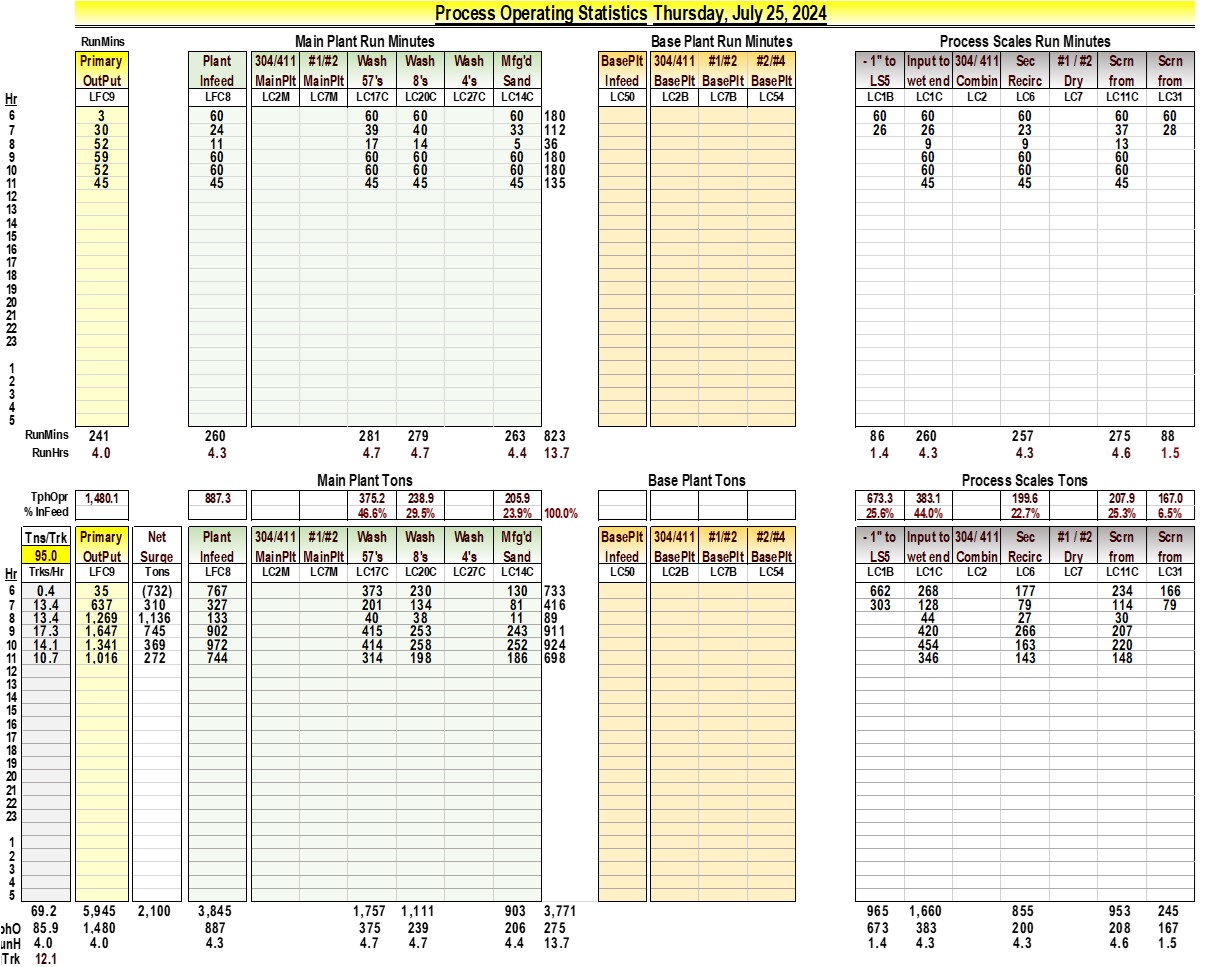 Process Operating Statistics Thursday, July 25, 2024
RunMins Main Plant Run Minutes Base Plant Run Minutes Process Scales Run Minutes
Primary Plant 304/411 #1/#2 Wash Wash Wash Mfg'd BasePlt 304/411 #1/#2 #2/#4 - 1" to Input to 304/ 411 Sec #1 / #2 Scrn Scrn
OutPut Infeed MainPlt MainPlt 57's 8's 4's Sand Infeed BasePlt BasePlt BasePlt LS5 wet end Combin Recirc Dry from from
Hr LFC9 LFC8 LC2M LC7M LC17C LC20C LC27C LC14C LC50 LC2B LC7B LC54 LC1B LC1C LC2 LC6 LC7 LC11C LC31
6 3 60 60 60 60 180 60 60 60 60 60
7 30 24 39 40 33 112 26 26 23 37 28
8 52 11 17 14 5 36 9 9 13
9 59 60 60 60 60 180 60 60 60
10 52 60 60 60 60 180 60 60 60
11 45 45 45 45 45 135 45 45 45
12
13
14
15
16
17
18
19
20
21
22
23
1
2
3
4
5
RunMins 241 260 281 279 263 823 86 260 257 275 88
RunHrs 4.0 4.3 4.7 4.7 4.4 13.7 1.4 4.3 4.3 4.6 1.5
Main Plant Tons Base Plant Tons Process Scales Tons
TphOpr 1,480.1 887.3 375.2 238.9 205.9 673.3 383.1 199.6 207.9 167.0
% InFeed 46.6% 29.5% 23.9% 100.0% 25.6% 44.0% 22.7% 25.3% 6.5%
Tns/Trk Primary Net Plant 304/411 #1/#2 Wash Wash Wash Mfg'd BasePlt 304/411 #1/#2 #2/#4 - 1" to Input to 304/ 411 Sec #1 / #2 Scrn Scrn
95.0 OutPut Surge Infeed MainPlt MainPlt 57's 8's 4's Sand Infeed BasePlt BasePlt BasePlt LS5 wet end Combin Recirc Dry from from
Hr Trks/Hr LFC9 Tons LFC8 LC2M LC7M LC17C LC20C LC27C LC14C LC50 LC2B LC7B LC54 LC1B LC1C LC2 LC6 LC7 LC11C LC31
6 0.4 35 (732) 767 373 230 130 733 662 268 177 234 166
7 13.4 637 310 327 201 134 81 416 303 128 79 114 79
8 13.4 1,269 1,136 133 40 38 11 89 44 27 30
9 17.3 1,647 745 902 415 253 243 911 420 266 207
10 14.1 1,341 369 972 414 258 252 924 454 163 220
11 10.7 1,016 272 744 314 198 186 698 346 143 148
12
13
14
15
16
17
18
19
20
21
22
23
1
2
3
4
5
69.2 5,945 2,100 3,845 1,757 1,111 903 3,771 965 1,660 855 953 245
phO 85.9 1,480 887 375 239 206 275 673 383 200 208 167
unH 4.0 4.0 4.3 4.7 4.7 4.4 13.7 1.4 4.3 4.3 4.6 1.5
Trk 12.1